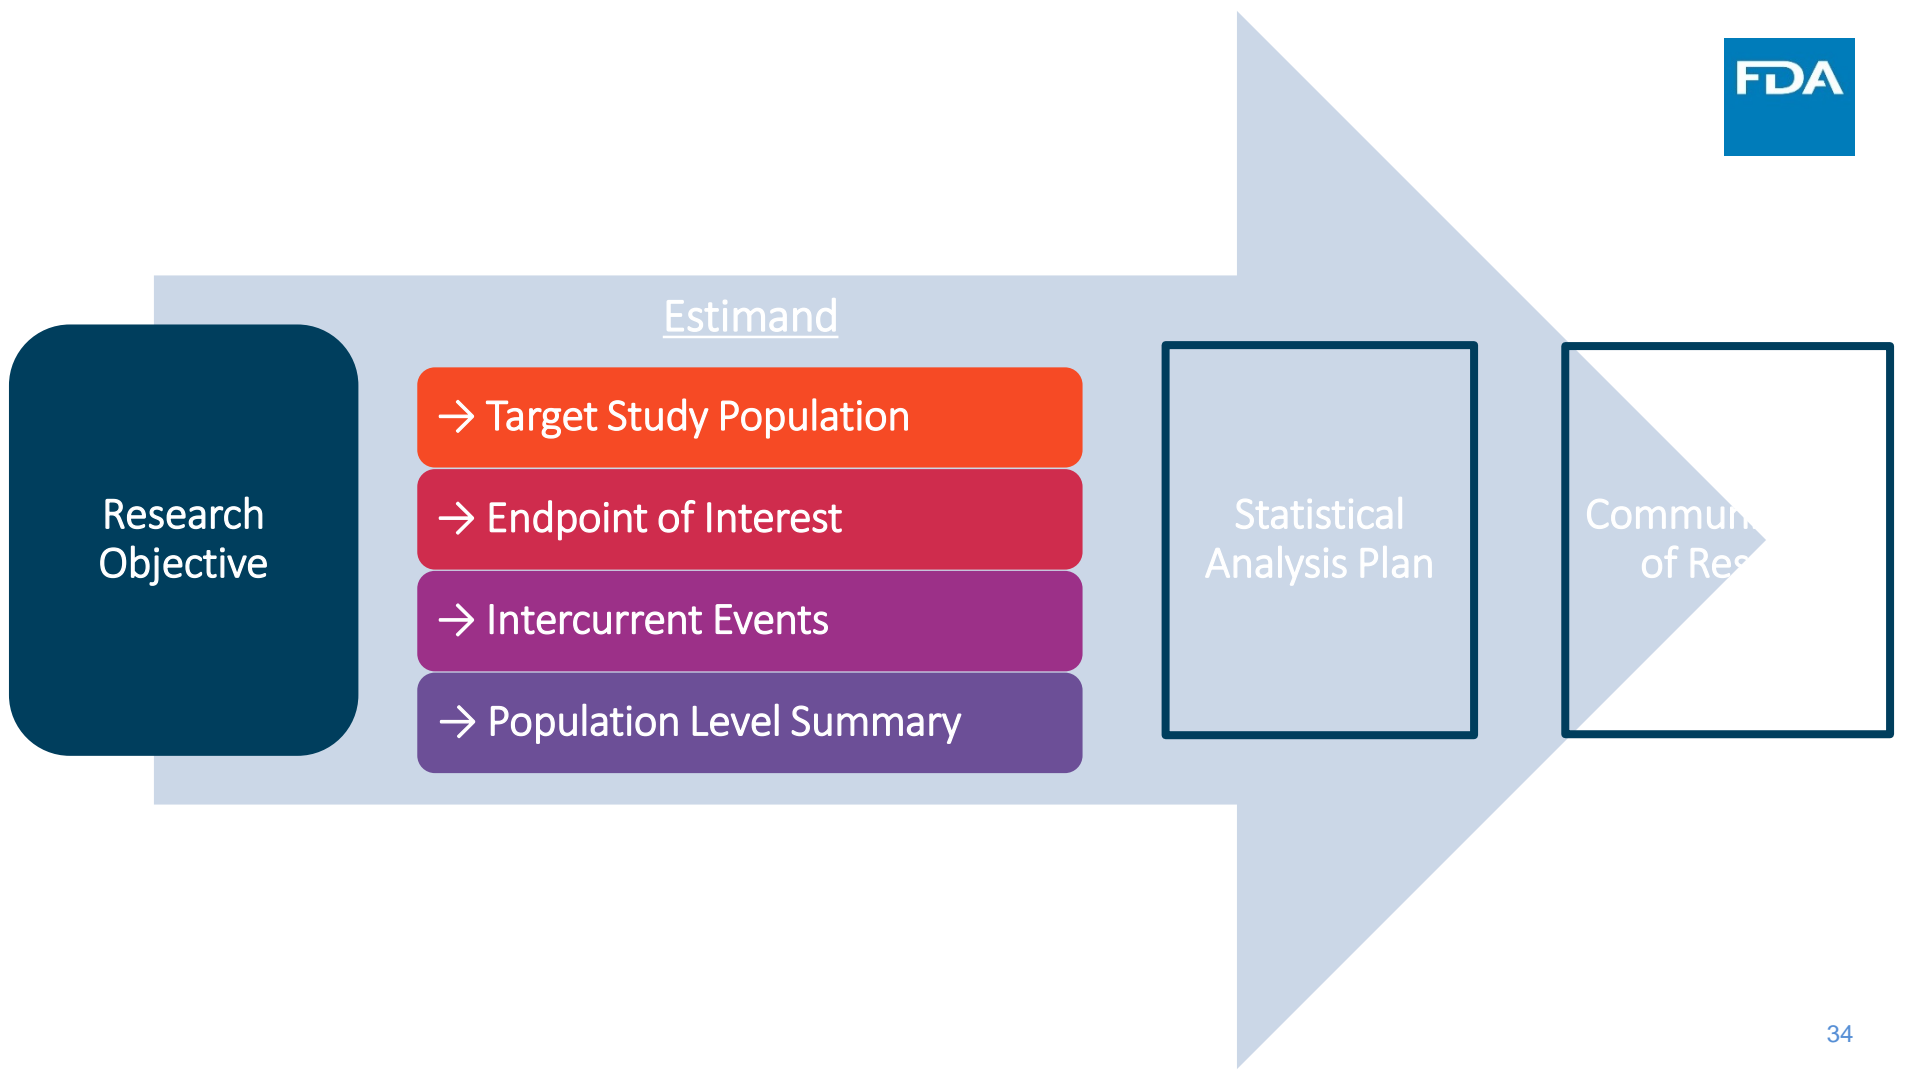 FDA
Estimand
Research
Objective
→ Target Study Population
→ Endpoint of Interest
→ Intercurrent Events
→ Population Level Summary
Statistical
Analysis Plan
of
34